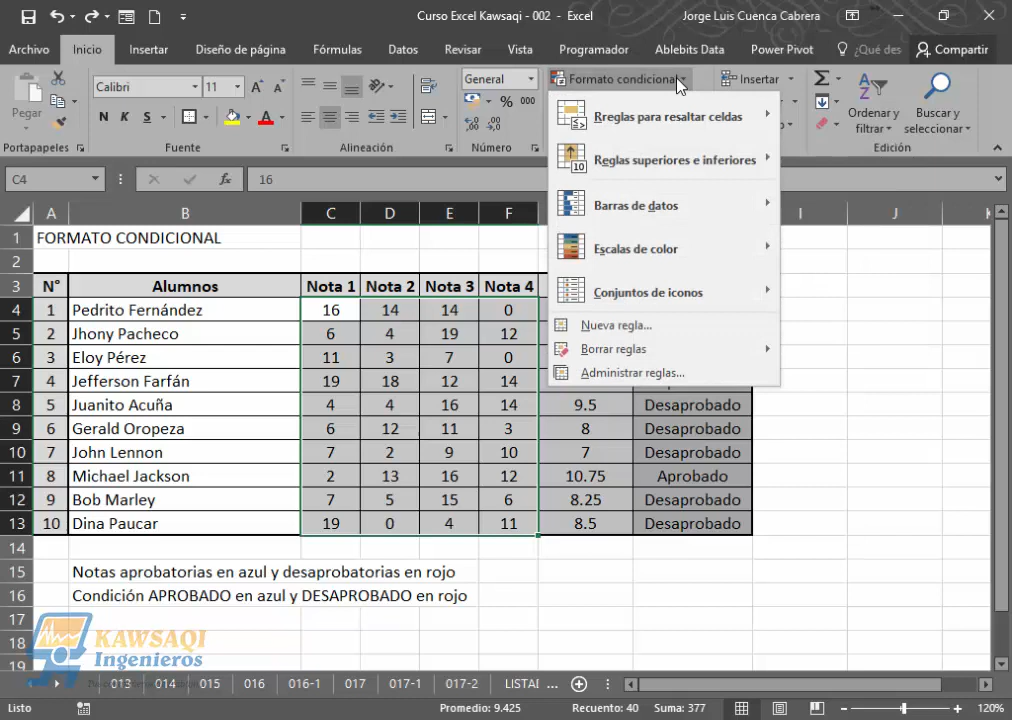 Curso Excel Kawsaqi - 002 - Excel
Jorge Luis Cuenca Cabrera
Archivo Inicio Insertar Diseño de página Fórmulas Datos Revisar Vista Programador Ablebits Data Power Pivot ¿Qué des Compartir
Pegar
Calibri 11
N K S
General
% 000
Formato condicional
Insertar
Ordenar y filtrar
Buscar y seleccionar
Portapapeles Fuente Alineación Número Edición
C4 fx 16
A B C D E F I J K
1 FORMATO CONDICIONAL
2
3 N° Alumnos Nota 1 Nota 2 Nota 3 Nota 4
4 1 Pedrito Fernández 16 14 14 0
5 2 Jhony Pacheco 6 4 19 12
6 3 Eloy Pérez 11 3 7 0
7 4 Jefferson Farfán 19 18 12 14
8 5 Juanito Acuña 4 4 16 14 9.5 Desaprobado
9 6 Gerald Oropeza 6 12 11 3 8 Desaprobado
10 7 John Lennon 7 2 9 10 7 Desaprobado
11 8 Michael Jackson 2 13 16 12 10.75 Aprobado
12 9 Bob Marley 7 5 15 6 8.25 Desaprobado
13 10 Dina Paucar 19 0 4 11 8.5 Desaprobado
14
15 Notas aprobatorias en azul y desaprobatorias en rojo
16 Condición APROBADO en azul y DESAPROBADO en rojo
17
18
19
Rreglas para resaltar celdas
Reglas superiores e inferiores
Barras de datos
Escalas de color
Conjuntos de iconos
Nueva regla...
Borrar reglas
Administrar reglas...
KAWSAQI
Ingenieros
013 014 015 016 016-1 017 017-1 017-2 LISTAI ...
Listo Promedio: 9.425 Recuento: 40 Suma: 377 120%